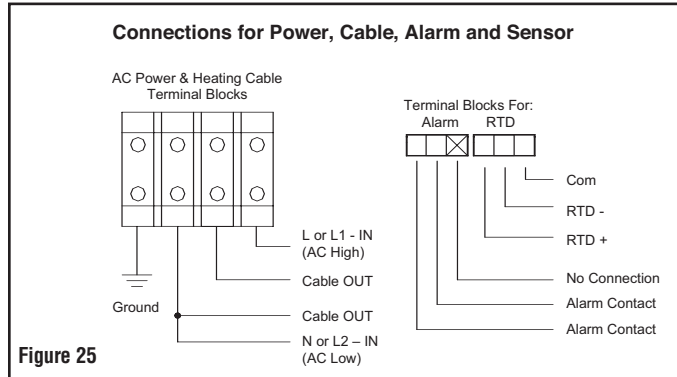 Connections for Power, Cable, Alarm and Sensor
AC Power & Heating Cable
Terminal Blocks
Ground
L or L1 - IN
(AC High)
Cable OUT
Cable OUT
N or L2 – IN
(AC Low)
Terminal Blocks For:
Alarm RTD
Com
RTD -
RTD +
No Connection
Alarm Contact
Alarm Contact
Figure 25